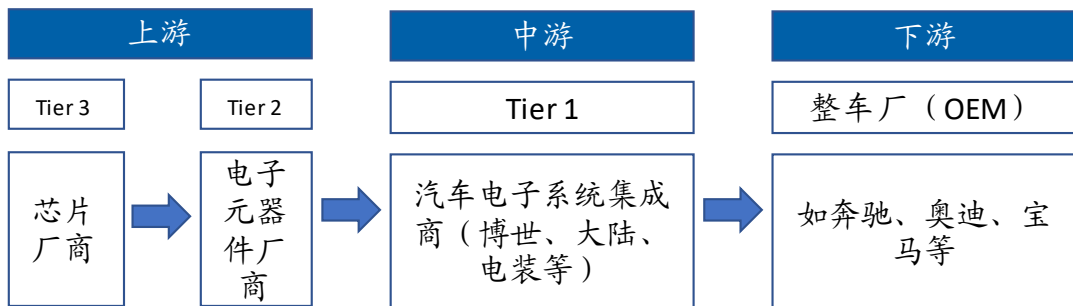 上游
中游
下游
Tier 3
Tier 2
Tier 1
整车厂（OEM）
芯片
厂商
电子
元器
件厂
商
汽车电子系统集成
商（博世、大陆、
电装等）
如奔驰、奥迪、宝
马等